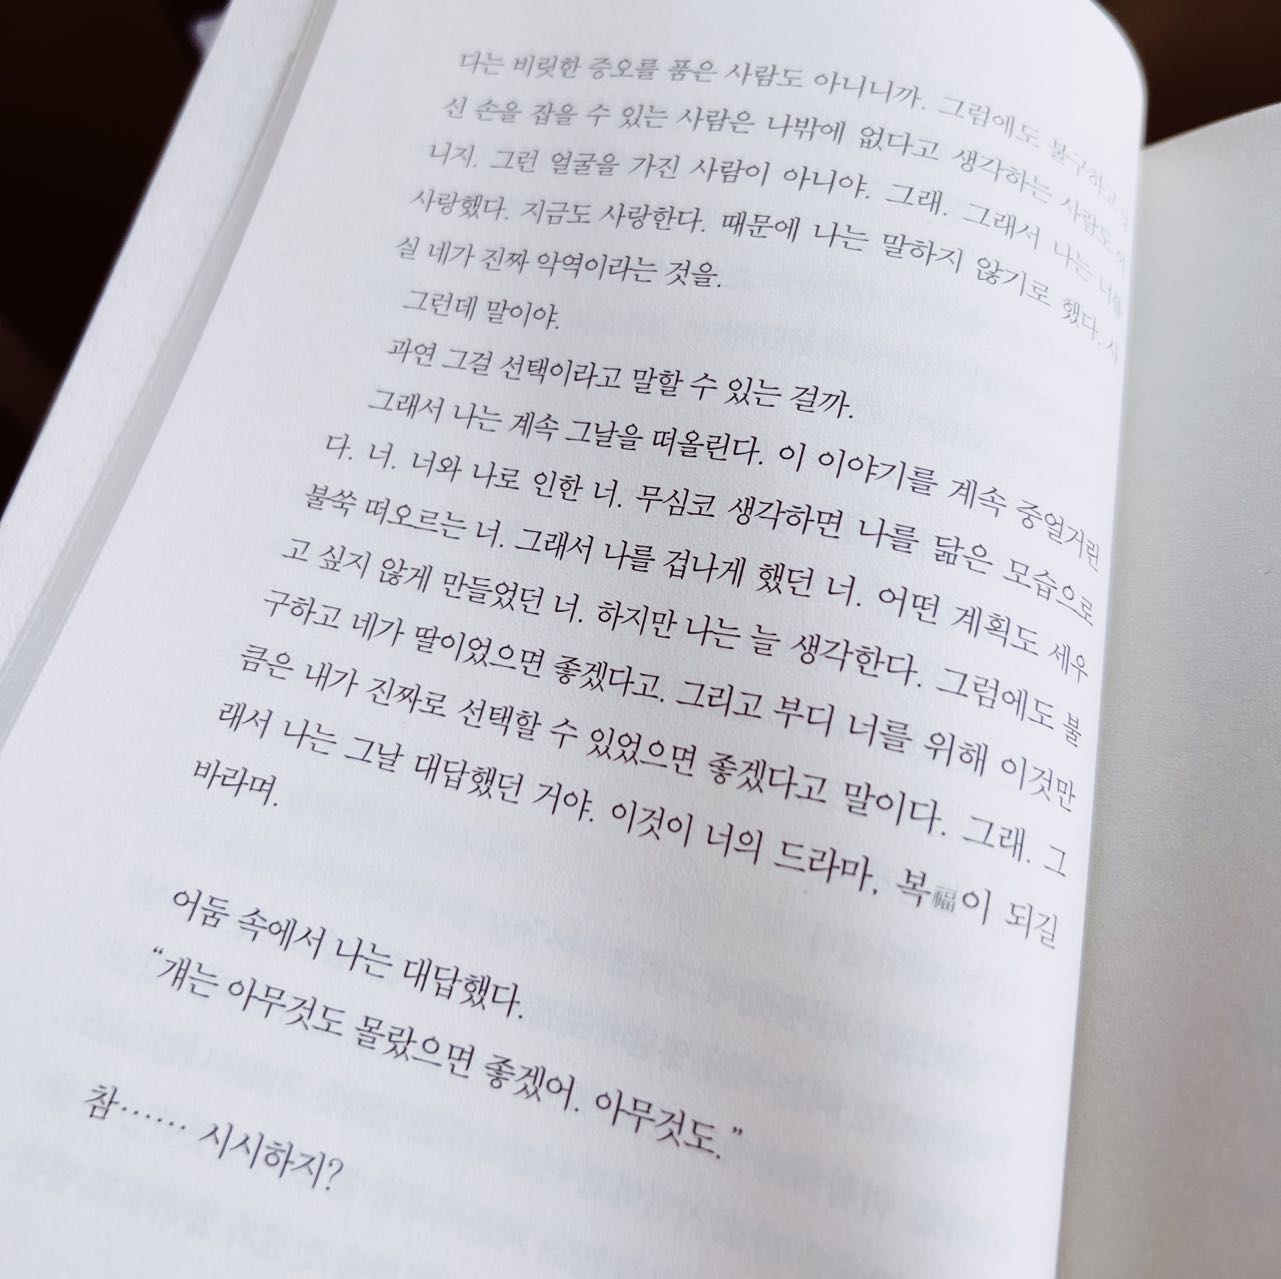 다는 비릿한 증오를 품은 사람도 아니니까. 그럼에도 불구하고 당
신 손을 잡을 수 있는 사람은 나밖에 없다고 생각하는 사람도 아
니지. 그런 얼굴을 가진 사람이 아니야. 그래. 그래서 나는 너를
사랑했다. 지금도 사랑한다. 때문에 나는 말하지 않기로 했다. 사
실 네가 진짜 악역이라는 것을.
그런데 말이야.
과연 그걸 선택이라고 말할 수 있는 걸까.
그래서 나는 계속 그날을 떠올린다. 이 이야기를 계속 중얼거린
다. 너. 너와 나로 인한 너. 무심코 생각하면 나를 닮은 모습으로
불쑥 떠오르는 너. 그래서 나를 겁나게 했던 너. 어떤 계획도 세우
고 싶지 않게 만들었던 너. 하지만 나는 늘 생각한다. 그럼에도 불
구하고 네가 딸이었으면 좋겠다고. 그리고 부디 너를 위해 이것만
큼은 내가 진짜로 선택할 수 있었으면 좋겠다고 말이다. 그래. 그
래서 나는 그날 대답했던 거야. 이것이 너의 드라마, 복福이 되길
바라며.
어둠 속에서 나는 대답했다.
“걔는 아무것도 몰랐으면 좋겠어. 아무것도.”
참…… 시시하지?